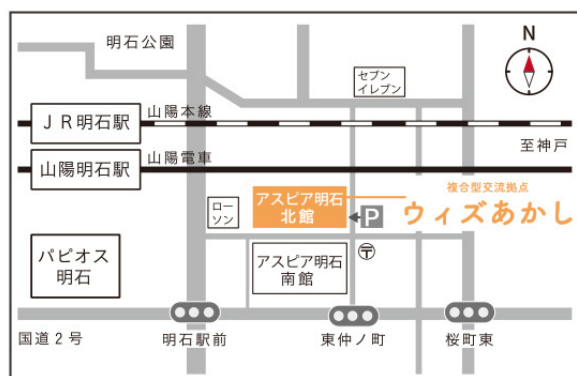 明石公園
N
セブン
イレブン
JR明石駅
山陽本線
至神戸
山陽明石駅
山陽電車
複合型交流拠点
ウィズあかし
アスピア明石
北館
P
ロー
ソン
パピオス
明石
アスピア明石
南館
〒
国道2号
明石駅前
東仲ノ町
桜町東